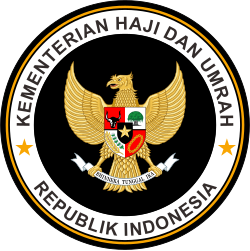 KEMENTERIAN HAJI DAN UMRAH
BHINNEKA TUNGGAL IKA
REPUBLIK INDONESIA